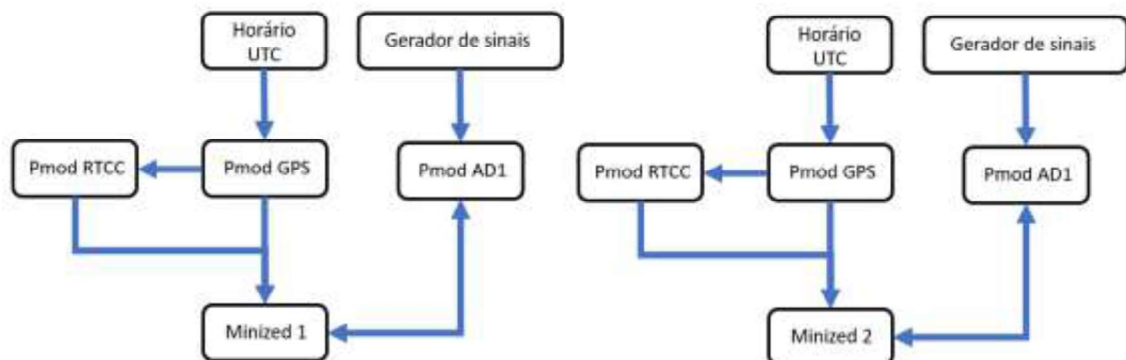 Horário
UTC
Gerador de sinais
Pmod RTCC
Pmod GPS
Pmod AD1
Minized 1
Horário
UTC
Gerador de sinais
Pmod RTCC
Pmod GPS
Pmod AD1
Minized 2